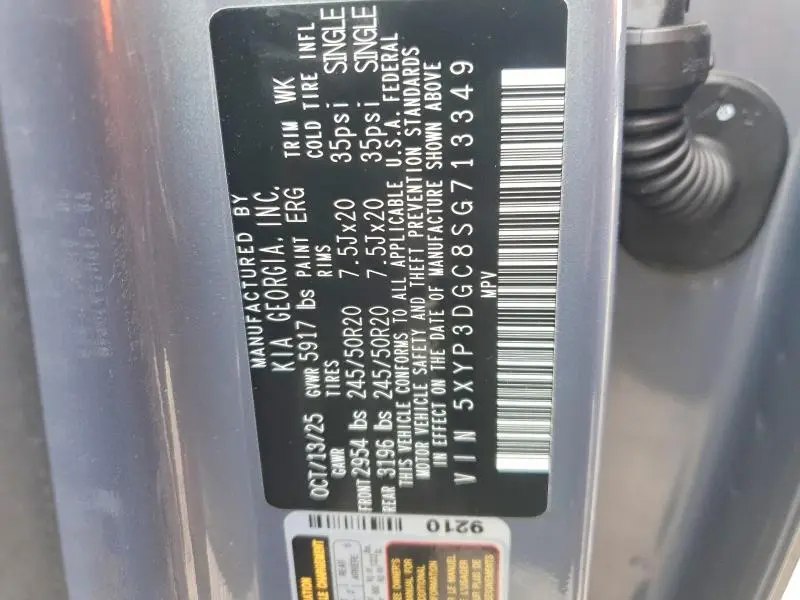 MANUFACTURED BY
KIA GEORGIA, INC.
OCT/13/25 GVWR 5917 lbs PAINT ERG TRIM WK
GAWR TIRES RIMS COLD TIRE INFL
FRONT 2954 lbs 245/50R20 7.5Jx20 35psi SINGLE
REAR 3196 lbs 245/50R20 7.5Jx20 35psi SINGLE
THIS VEHICLE CONFORMS TO ALL APPLICABLE U.S.A. FEDERAL
MOTOR VEHICLE SAFETY AND THEFT PREVENTION STANDARDS
IN EFFECT ON THE DATE OF MANUFACTURE SHOWN ABOVE
VIN 5XYP3DGC8SG713349
MPV
9210
REAR
ARRIERE